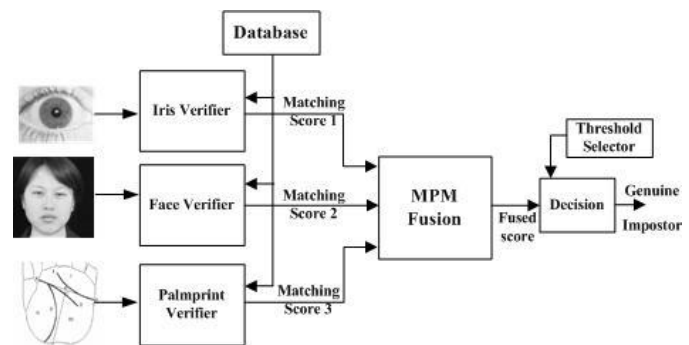 Database
Iris Verifier
Matching
Score 1
Threshold
Selector
Face Verifier
Matching
Score 2
MPM
Fusion
Fused
score
Decision
Genuine
Impostor
Palmprint
Verifier
Matching
Score 3